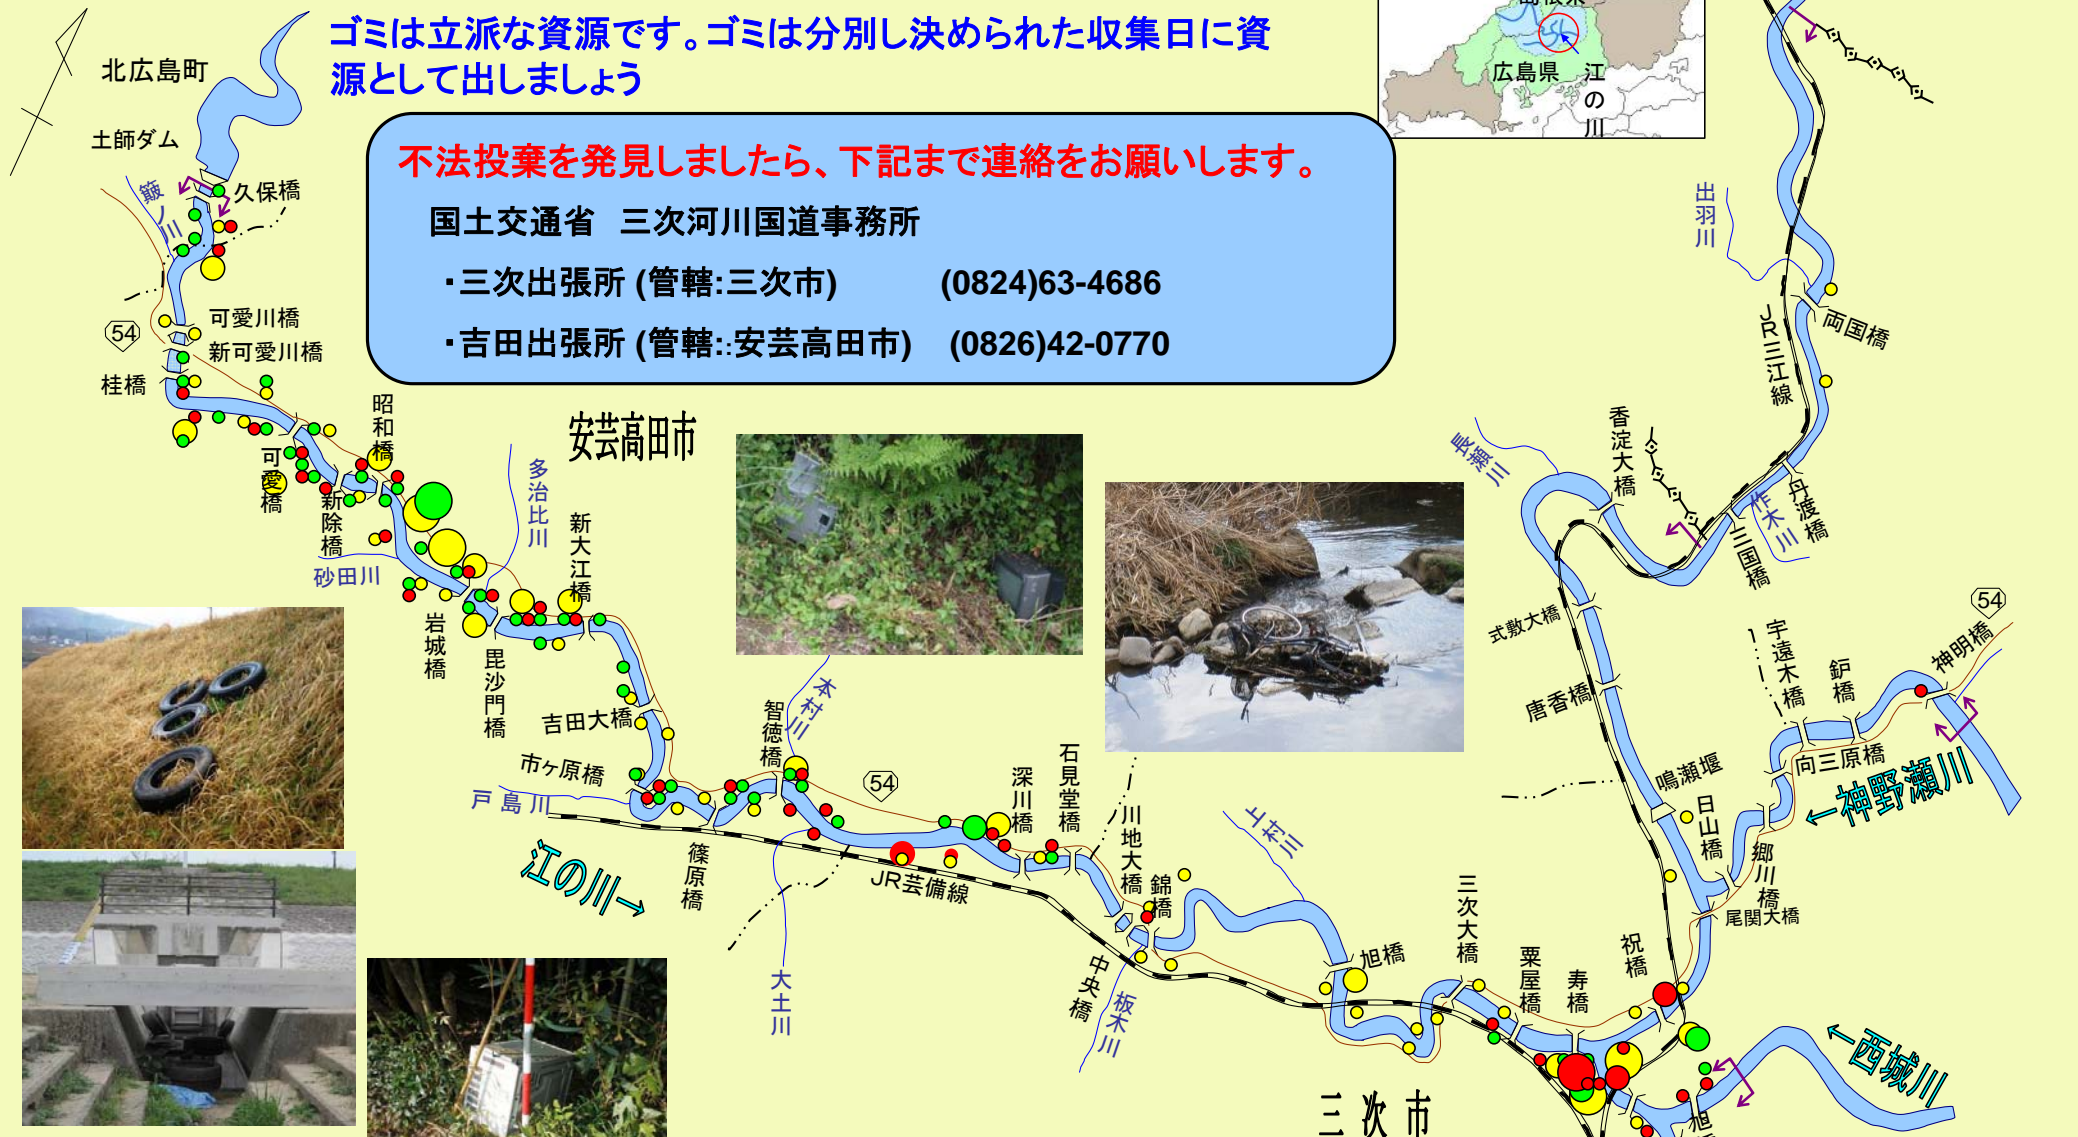 ゴミは立派な資源です。ゴミは分別し決められた収集日に資
源として出しましょう
不法投棄を発見しましたら、下記まで連絡をお願いします。
国土交通省 三次河川国道事務所
・三次出張所 (管轄:三次市) (0824)63-4686
・吉田出張所 (管轄::安芸高田市) (0826)42-0770
島根県
広島県
江の川
北広島町
土師ダム
簸ノ川
久保橋
可愛川橋
54
新可愛川橋
桂橋
昭和橋
可愛橋
新除橋
安芸高田市
多治比川
新大江橋
砂田川
岩城橋
毘沙門橋
吉田大橋
市ヶ原橋
戸島川
本村川
智徳橋
54
江の川→
篠原橋
大土川
JR芸備線
深川橋
石見堂橋
川地大橋
錦橋
中央橋
板木川
上村川
旭橋
三次大橋
粟屋橋
寿橋
祝橋
三次市
出羽川
両国橋
JR三江線
長瀬川
香淀大橋
丹渡橋
作木川
三国橋
式敷大橋
唐香橋
鳴瀬堰
日山橋
宇遠木橋
鈩橋
神明橋
54
向三原橋
←神野瀬川
郷川橋
尾関大橋
←西城川
旭